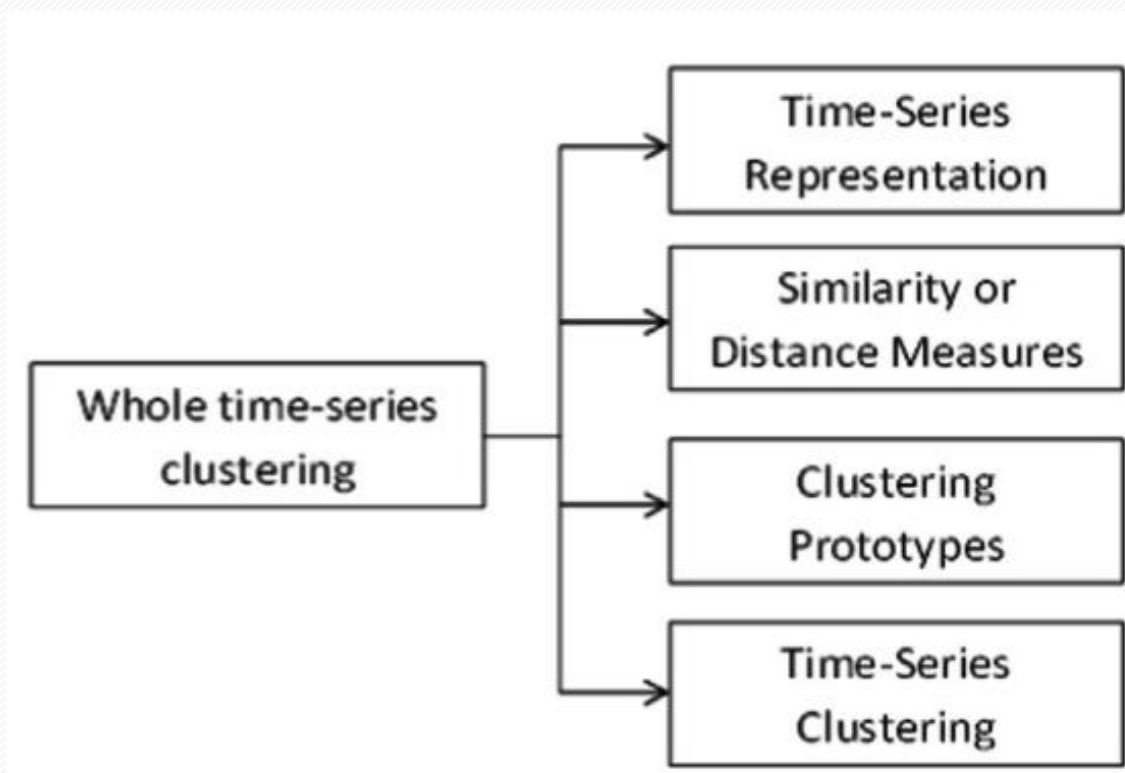 Time-Series
Representation
Similarity or
Distance Measures
Whole time-series
clustering
Clustering
Prototypes
Time-Series
Clustering